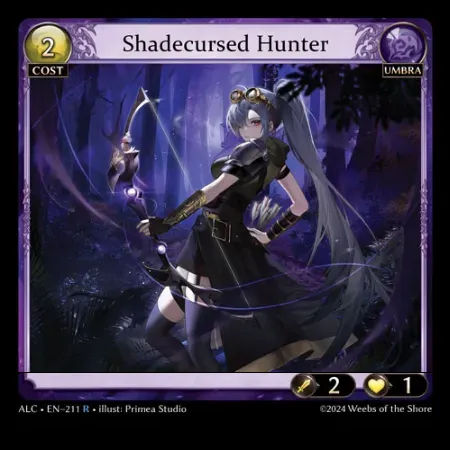 2
Shadecursed Hunter
COST
UMBRA
2
1
ALC • EN–211 R • illust: Primea Studio
©2024 Weebs of the Shore